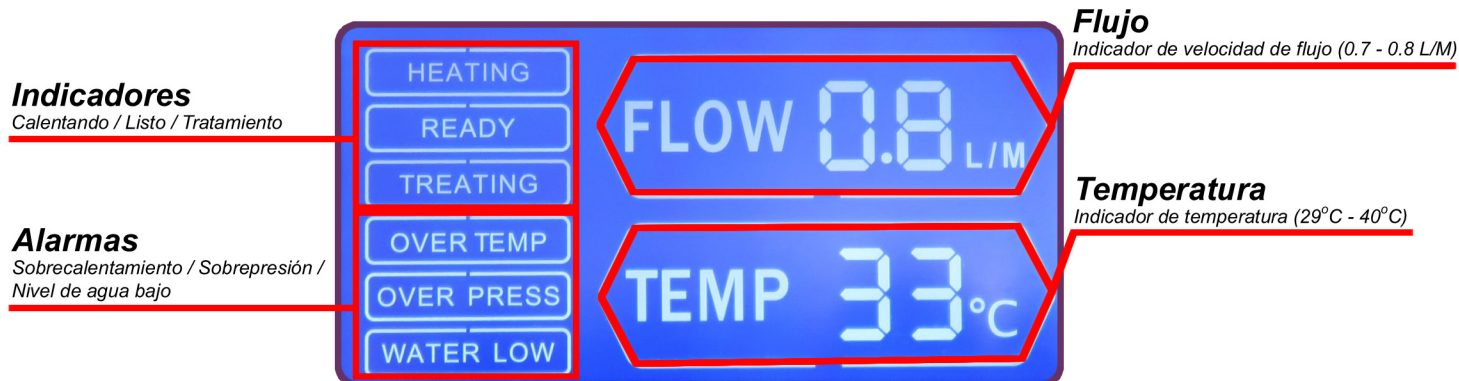 Indicadores
Calentando / Listo / Tratamiento
Alarmas
Sobrecalentamiento / Sobrepresión /
Nivel de agua bajo
HEATING
READY
TREATING
OVER TEMP
OVER PRESS
WATER LOW
FLOW 0.8 L/M
TEMP 33°C
Flujo
Indicador de velocidad de flujo (0.7 - 0.8 L/M)
Temperatura
Indicador de temperatura (29°C - 40°C)